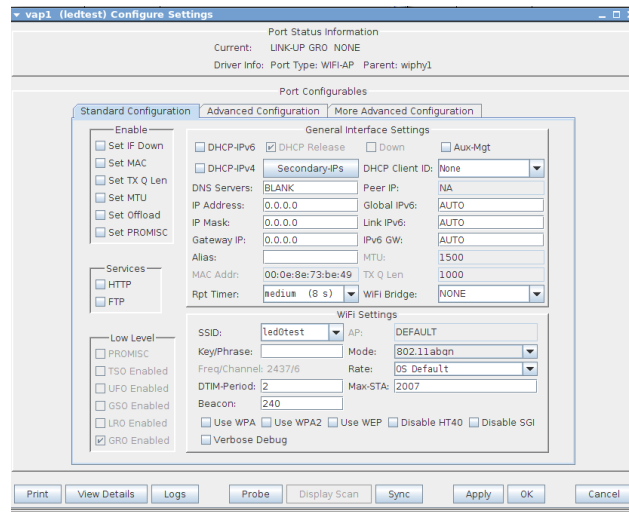 vap1 (ledtest) Configure Settings
Port Status Information
Current: LINK-UP GRO NONE
Driver Info: Port Type: WIFI-AP Parent: wiphy1
Port Configurables
Standard Configuration Advanced Configuration More Advanced Configuration
Enable
Set IF Down
Set MAC
Set TX Q Len
Set MTU
Set Offload
Set PROMISC
Services
HTTP
FTP
Low Level
PROMISC
TSO Enabled
UFO Enabled
GSO Enabled
LRO Enabled
GRO Enabled
General Interface Settings
DHCP-IPv6 DHCP Release Down Aux-Mgt
DHCP-IPv4 Secondary-IPs DHCP Client ID: None
DNS Servers: BLANK Peer IP: NA
IP Address: 0.0.0.0 Global IPv6: AUTO
IP Mask: 0.0.0.0 Link IPv6: AUTO
Gateway IP: 0.0.0.0 IPv6 GW: AUTO
Alias: MTU: 1500
MAC Addr: 00:0e:8e:73:be:49 TX Q Len 1000
Rpt Timer: medium (8 s) WiFi Bridge: NONE
WiFi Settings
SSID: led0test AP: DEFAULT
Key/Phrase: Mode: 802.11abgn
Freq/Channel: 2437/6 Rate: OS Default
DTIM-Period: 2 Max-STA: 2007
Beacon: 240
Use WPA Use WPA2 Use WEP Disable HT40 Disable SGI
Verbose Debug
Print View Details Logs Probe Display Scan Sync Apply OK Cancel